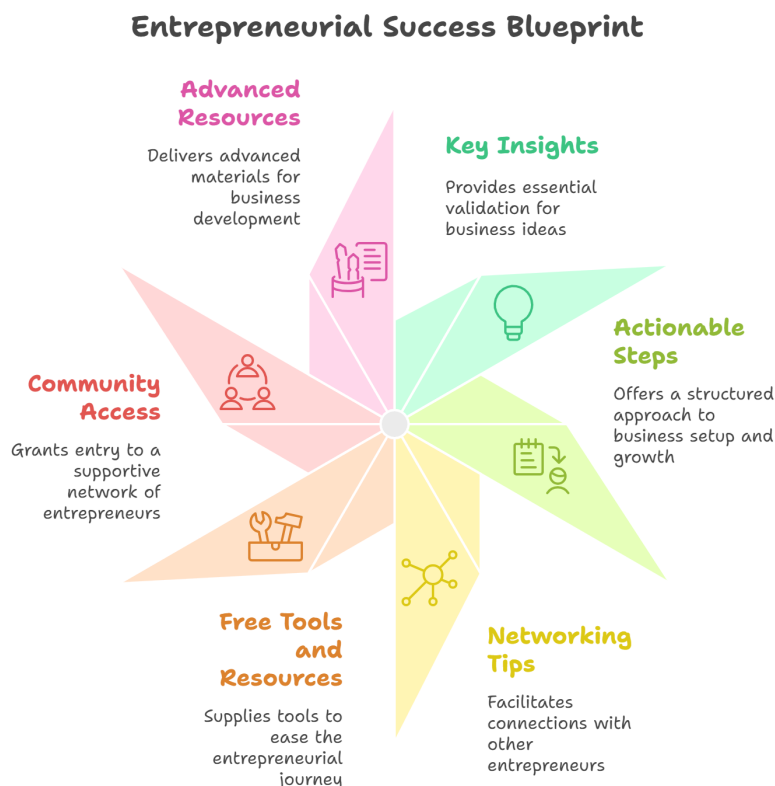 Entrepreneurial Success Blueprint
Advanced
Resources
Delivers advanced
materials for
business
development
Key Insights
Provides essential
validation for
business ideas
Actionable
Steps
Offers a structured
approach to
business setup and
growth
Community
Access
Grants entry to a
supportive
network of
entrepreneurs
Free Tools
and
Resources
Supplies tools to
ease the
entrepreneurial
journey
Networking
Tips
Facilitates
connections with
other
entrepreneurs